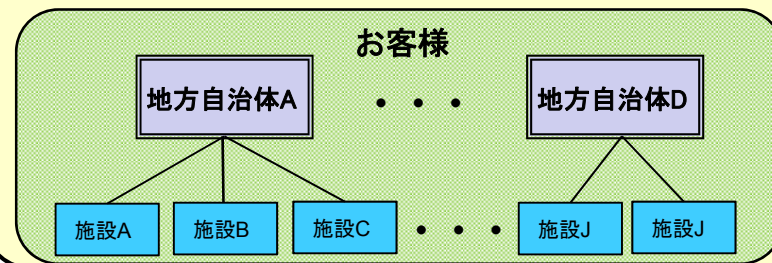 お客様
地方自治体A ・・・ 地方自治体D
施設A 施設B 施設C ・・・ 施設J 施設J